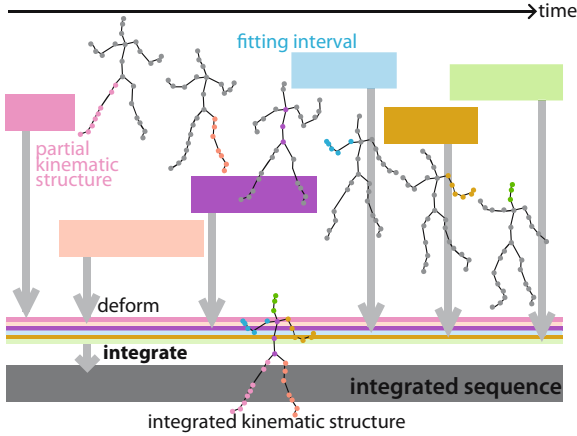 time
fitting interval
partial
kinematic
structure
deform
integrate
integrated sequence
integrated kinematic structure